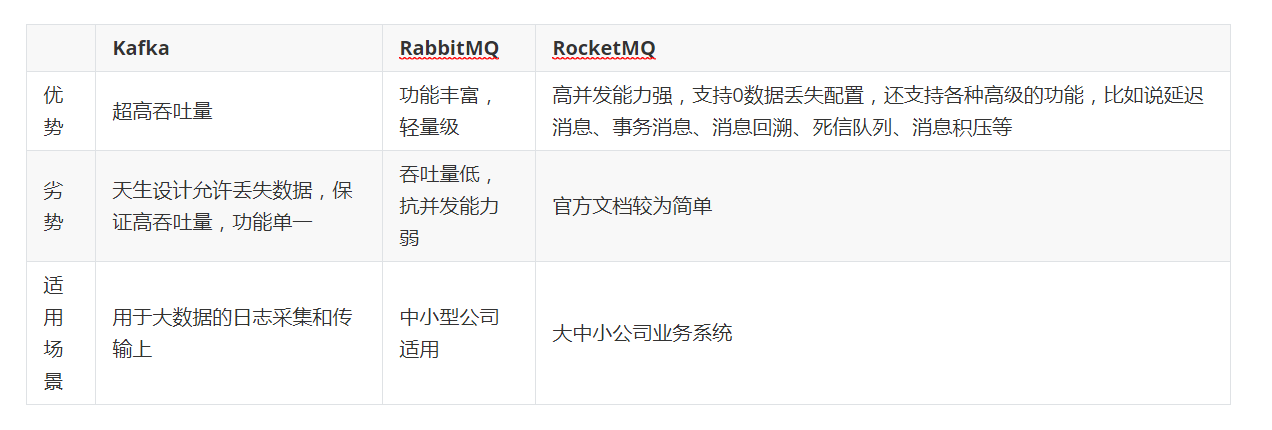 Kafka
RabbitMQ
RocketMQ
优
势
超高吞吐量
功能丰富，
轻量级
高并发能力强，支持0数据丢失配置，还支持各种高级的功能，比如说延迟
消息、事务消息、消息回溯、死信队列、消息积压等
劣
势
天生设计允许丢失数据，保
证高吞吐量，功能单一
吞吐量低，
抗并发能力
弱
官方文档较为简单
适
用
场
景
用于大数据的日志采集和传
输上
中小型公司
适用
大中小公司业务系统